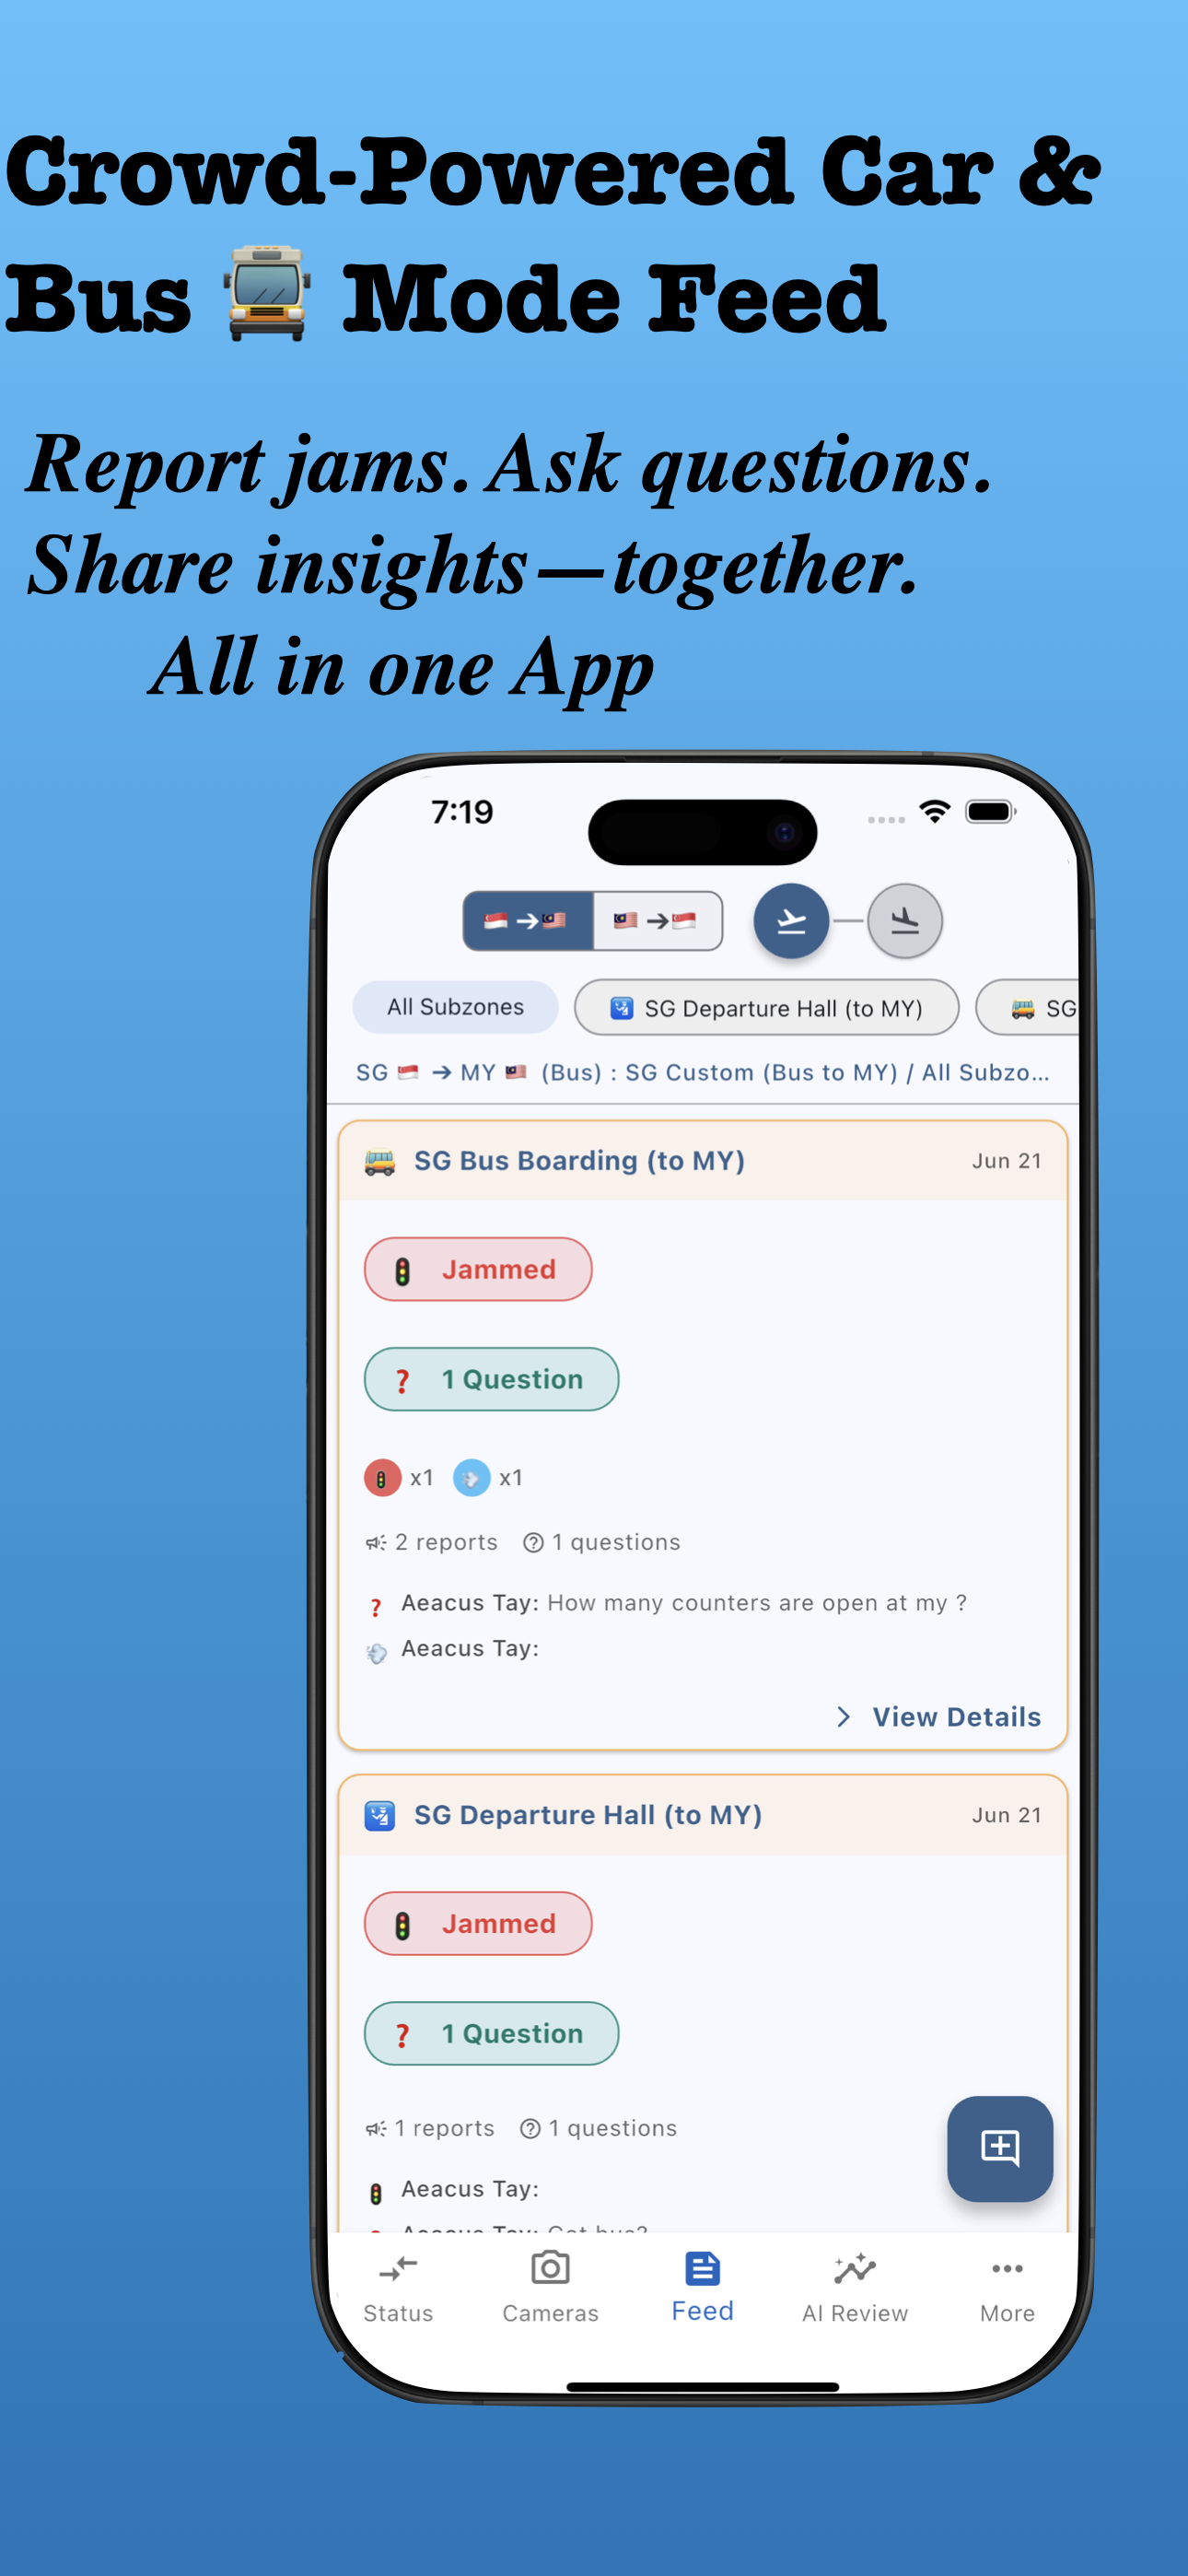 Crowd-Powered Car &
Bus 🚍 Mode Feed
Report jams. Ask questions.
Share insights—together.
All in one App
7:19
🇸🇬 ➔ 🇲🇾 🇲🇾 ➔ 🇸🇬
All Subzones 🛂 SG Departure Hall (to MY) 🚌 SG
SG 🇸🇬 ➔ MY 🇲🇾 (Bus) : SG Custom (Bus to MY) / All Subzo...
🚌 SG Bus Boarding (to MY) Jun 21
🚦 Jammed
❓ 1 Question
🚦 x1 💨 x1
2 reports 1 questions
❓ Aeacus Tay: How many counters are open at my ?
💨 Aeacus Tay:
View Details
🛂 SG Departure Hall (to MY) Jun 21
🚦 Jammed
❓ 1 Question
1 reports 1 questions
🚦 Aeacus Tay:
Aeacus Tay: Got bus?
Status Cameras Feed AI Review More